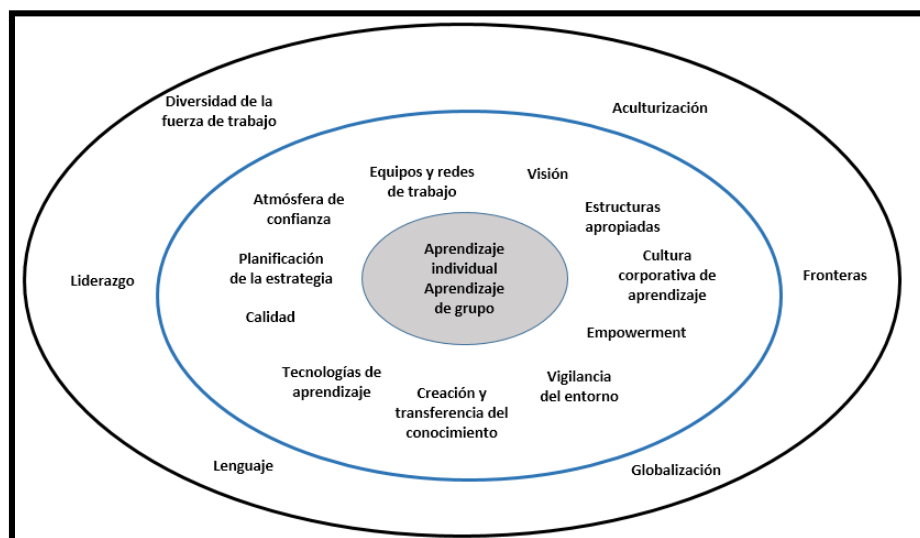 Diversidad de la
fuerza de trabajo
Aculturización
Equipos y redes
de trabajo
Visión
Atmósfera de
confianza
Estructuras
apropiadas
Planificación
de la estrategia
Aprendizaje
individual
Aprendizaje
de grupo
Cultura
corporativa de
aprendizaje
Liderazgo
Fronteras
Calidad
Empowerment
Tecnologías de
aprendizaje
Creación y
transferencia del
conocimiento
Vigilancia
del entorno
Lenguaje
Globalización